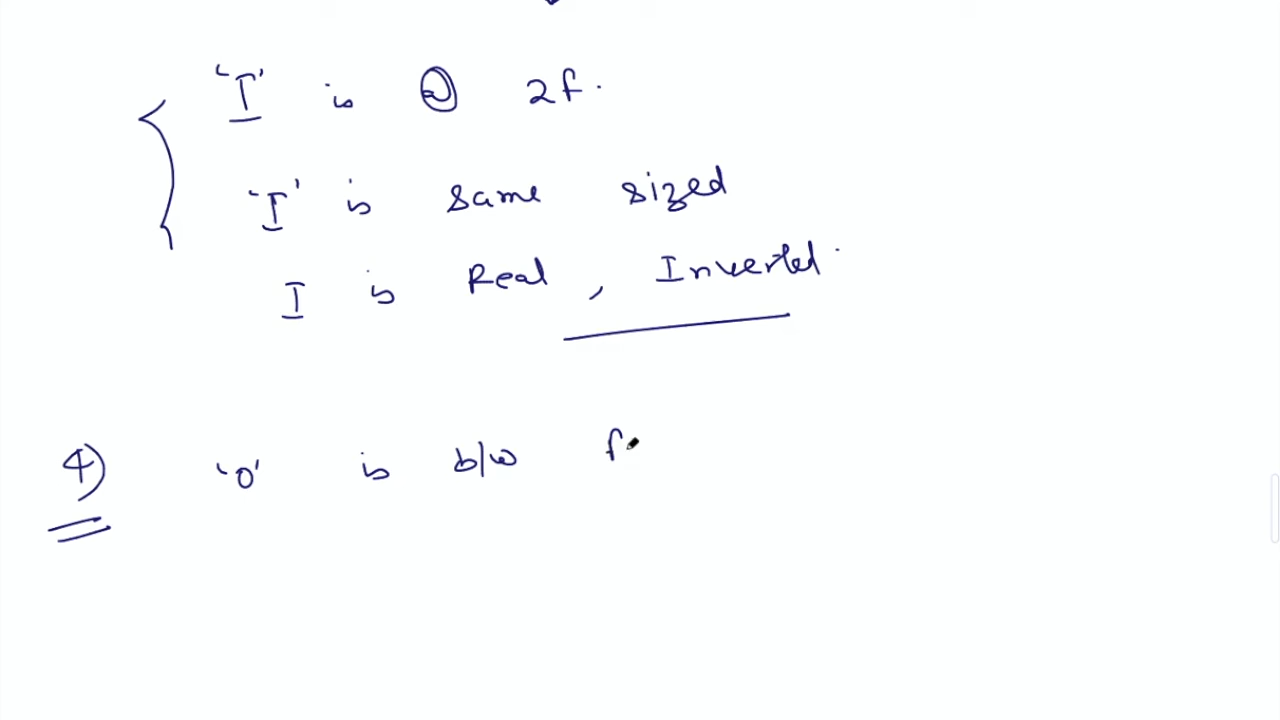 'I' is @ 2f.
'I' is same sized
I is Real, Inverted.
4) 'O' is b/w f